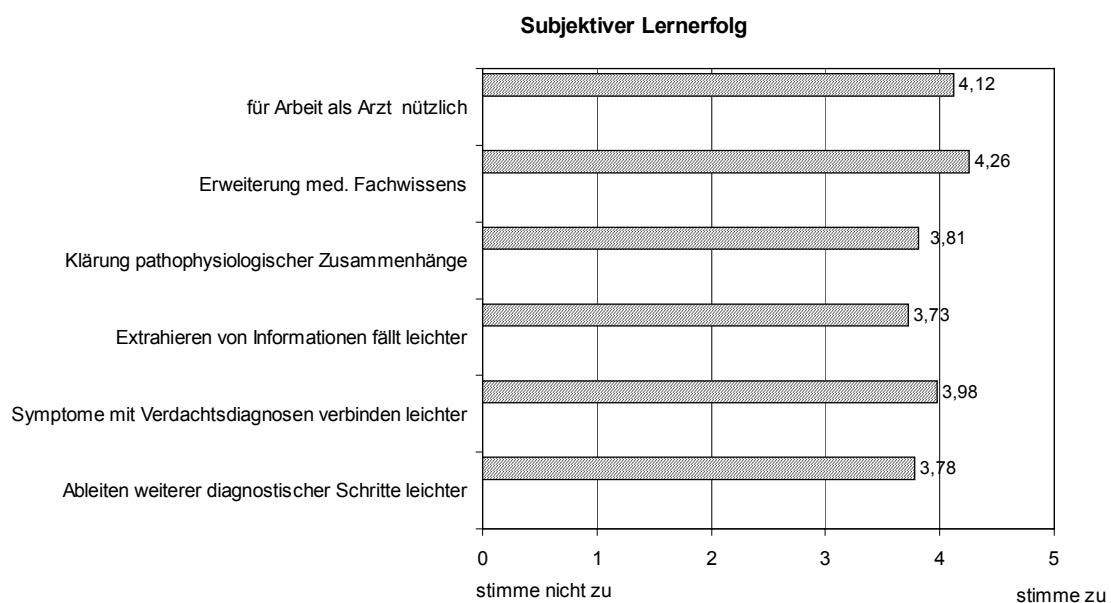 Subjektiver Lernerfolg
für Arbeit als Arzt nützlich
4,12
Erweiterung med. Fachwissens
4,26
Klärung pathophysiologischer Zusammenhänge
3,81
Extrahieren von Informationen fällt leichter
3,73
Symptome mit Verdachtsdiagnosen verbinden leichter
3,98
Ableiten weiterer diagnostischer Schritte leichter
3,78
0 1 2 3 4 5
stimme nicht zu
stimme zu